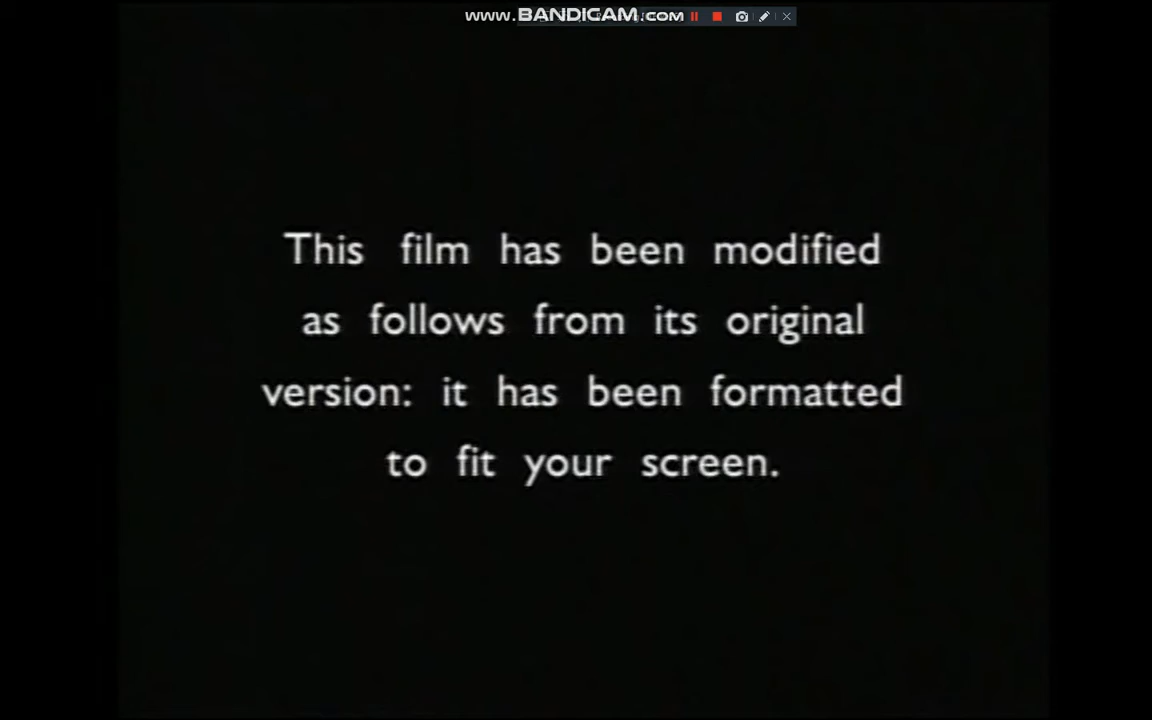 www.BANDICAM.COM
This film has been modified
as follows from its original
version: it has been formatted
to fit your screen.